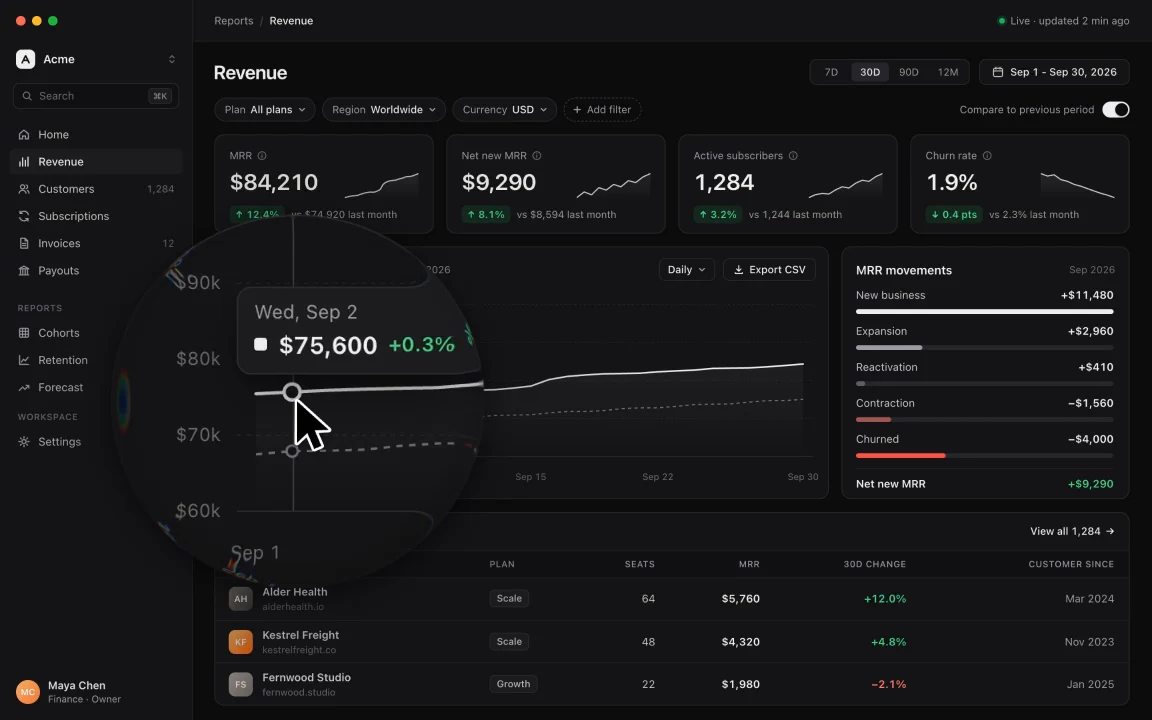 Reports / Revenue
Live · updated 2 min ago
A Acme
Search ⌘K
Home
Revenue
Customers 1,284
Subscriptions
Invoices 12
Payouts
REPORTS
Cohorts
Retention
Forecast
WORKSPACE
Settings
MC Maya Chen
Finance · Owner
Revenue
7D 30D 90D 12M
Sep 1 - Sep 30, 2026
Plan All plans
Region Worldwide
Currency USD
+ Add filter
Compare to previous period
MRR
$84,210
↑ 12.4% vs $74,920 last month
Net new MRR
$9,290
↑ 8.1% vs $8,594 last month
Active subscribers
1,284
↑ 3.2% vs 1,244 last month
Churn rate
1.9%
↓ 0.4 pts vs 2.3% last month
2026
Daily
Export CSV
$90k
$80k
$70k
$60k
Wed, Sep 2
$75,600 +0.3%
Sep 1
Sep 15
Sep 22
Sep 30
MRR movements Sep 2026
New business +$11,480
Expansion +$2,960
Reactivation +$410
Contraction −$1,560
Churned −$4,000
Net new MRR +$9,290
View all 1,284 →
PLAN SEATS MRR 30D CHANGE CUSTOMER SINCE
AH Alder Health Scale 64 $5,760 +12.0% Mar 2024
alderhealth.io
KF Kestrel Freight Scale 48 $4,320 +4.8% Nov 2023
kestrelfreight.co
FS Fernwood Studio Growth 22 $1,980 −2.1% Jan 2025
fernwood.studio